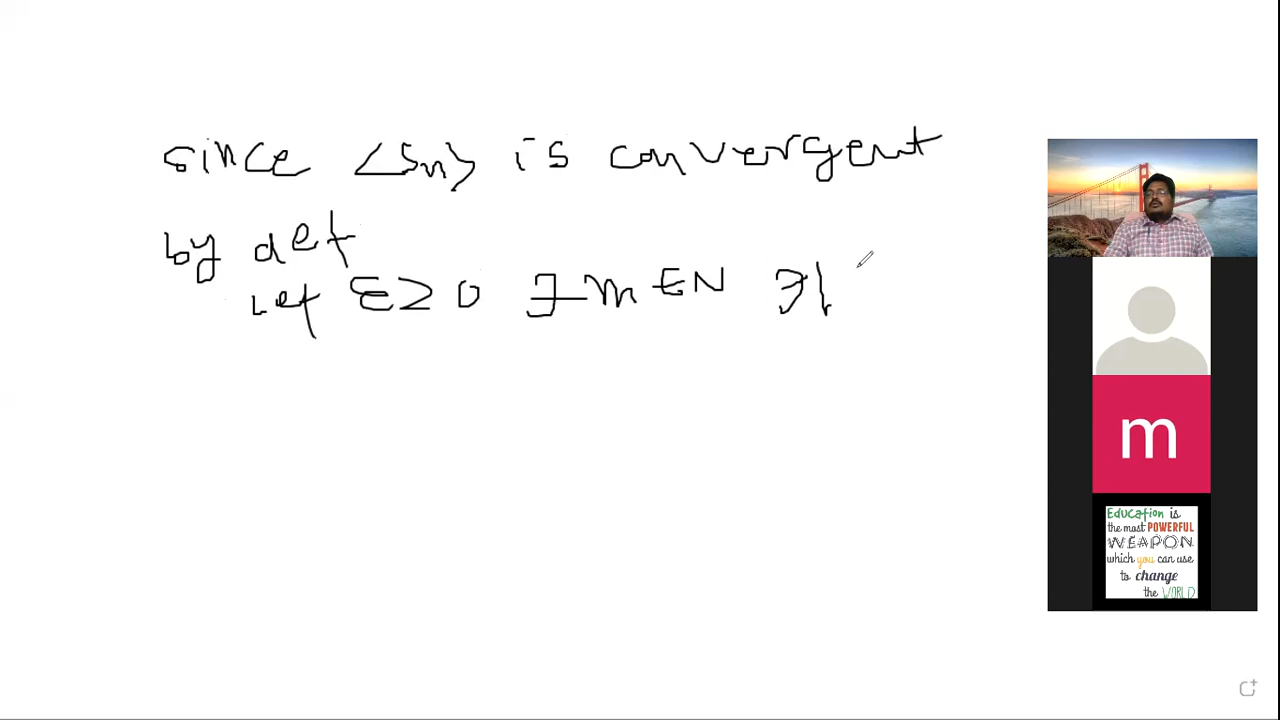 since <Sn> is convergent
by def
Let ε ≥ 0 ∃ m ∈ N ∋ |
m
Education is
the most POWERFUL
WEAPON
which you can use
to change
the WORLD